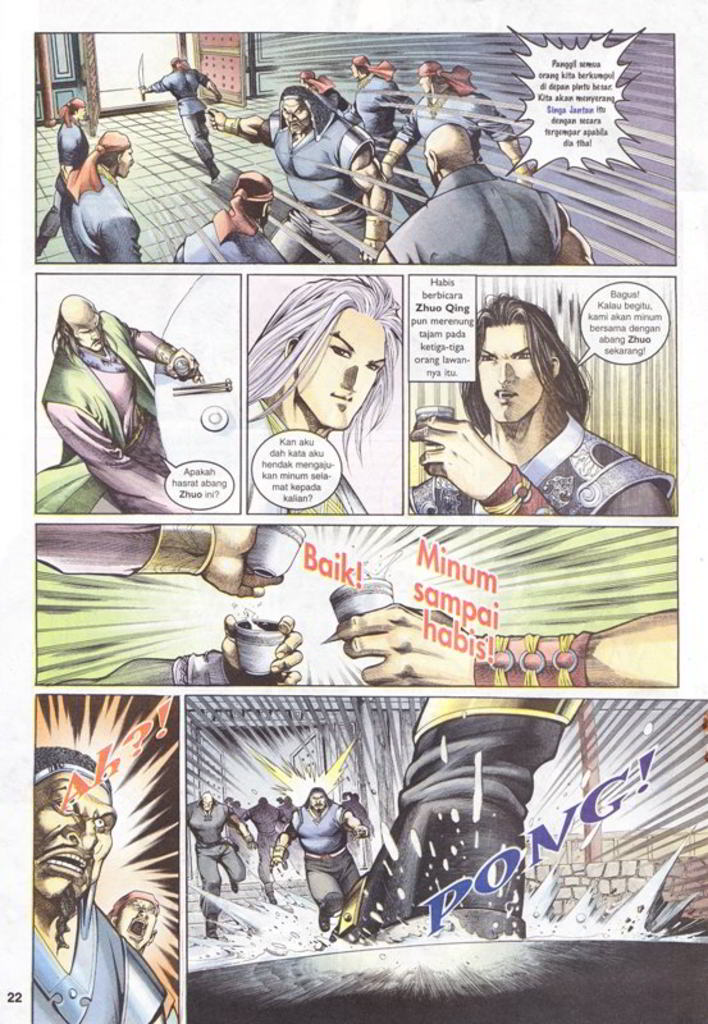 Panggil semua
orang kita berkumpul
di depan pintu besar.
Kita akan menyerang
Singa Jantan itu
dengan secara
tergempar apabila
dia tiba!
Apakah
hasrat abang
Zhuo ini?
Kan aku
dah kata aku
hendak mengaju-
kan minum sela-
mat kepada
kalian?
Habis
berbicara
Zhuo Qing
pun merenung
tajam pada
ketiga-tiga
orang lawan-
nya itu.
Bagus!
Kalau begitu,
kami akan minum
bersama dengan
abang Zhuo
sekarang!
Baik!
Minum
sampai
habis!
Ak?!
PONG!
22